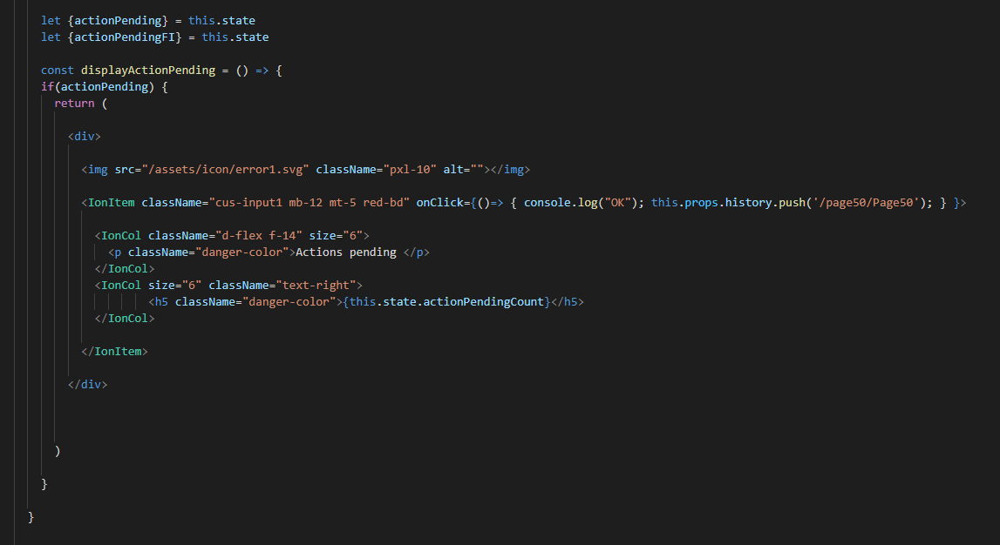 let {actionPending} = this.state
let {actionPendingFI} = this.state
const displayActionPending = () => {
if(actionPending) {
return (
<div>
<img src="/assets/icon/error1.svg" className="pxl-10" alt=""></img>
<IonItem className="cus-input1 mb-12 mt-5 red-bd" onClick={()=> { console.log("OK"); this.props.history.push('/page50/Page50'); } }>
<IonCol className="d-flex f-14" size="6">
<p className="danger-color">Actions pending </p>
</IonCol>
<IonCol size="6" className="text-right">
<h5 className="danger-color">{this.state.actionPendingCount}</h5>
</IonCol>
</IonItem>
</div>
)
}
}